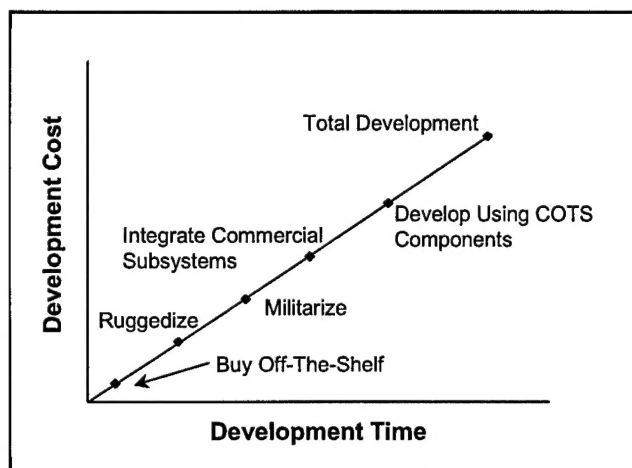 Development Cost
Total Development
Develop Using COTS
Components
Integrate Commercial
Subsystems
Militarize
Ruggedize
Buy Off-The-Shelf
Development Time